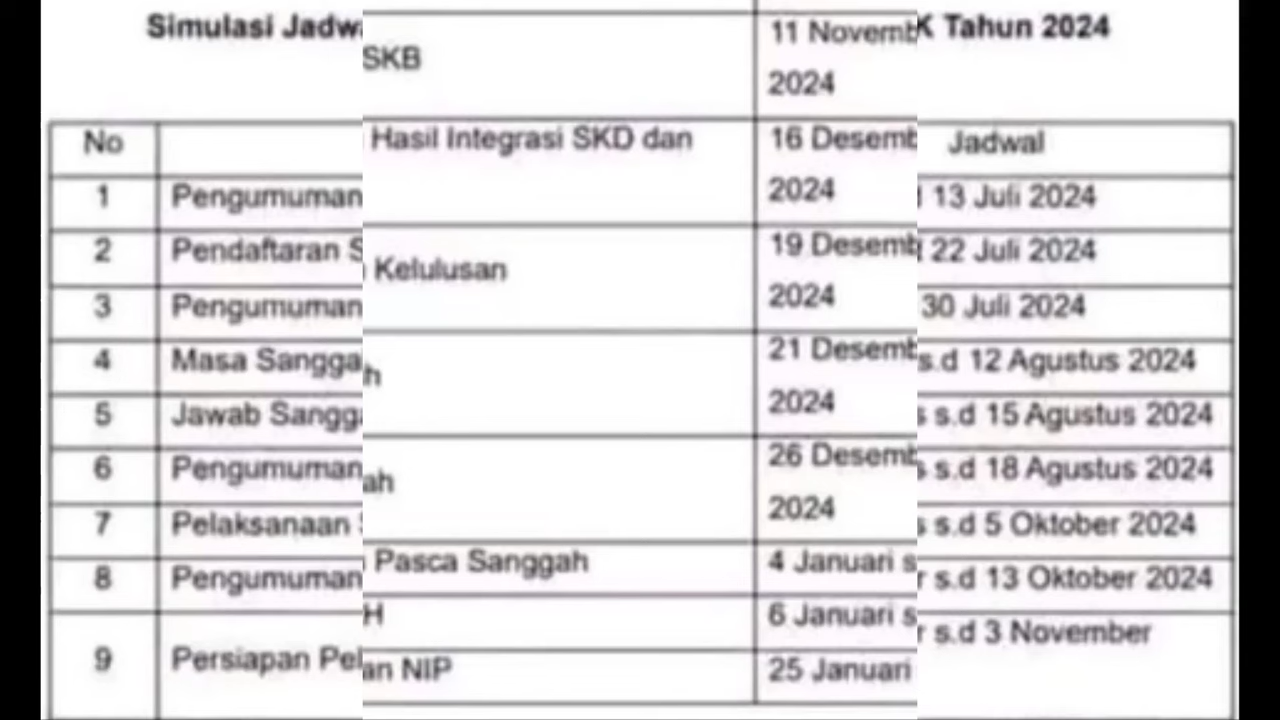 Simulasi Jadw
No
1 Pengumuman
2 Pendaftaran S
3 Pengumuman
4 Masa Sangga
5 Jawab Sangga
6 Pengumuman
7 Pelaksanaan
8 Pengumuman
9 Persiapan Pel
SKB 11 Novemb
2024
Hasil Integrasi SKD dan 16 Desemb
2024
Kelulusan 19 Desemb
2024
h 21 Desemb
2024
ah 26 Desemb
2024
Pasca Sanggah 4 Januari s
H 6 Januari s
an NIP 25 Januari
K Tahun 2024
Jadwal
13 Juli 2024
22 Juli 2024
30 Juli 2024
s.d 12 Agustus 2024
s s.d 15 Agustus 2024
s s.d 18 Agustus 2024
s s.d 5 Oktober 2024
r s.d 13 Oktober 2024
r s.d 3 November